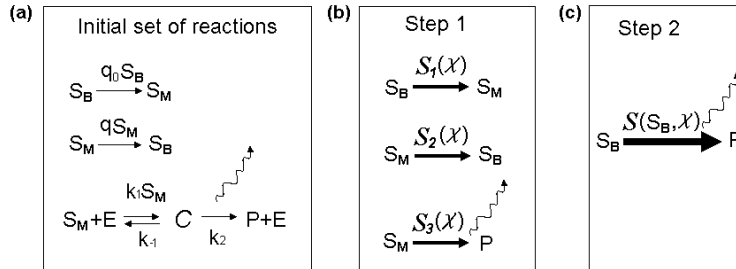 (a) Initial set of reactions
q₀S_B
S_B → S_M
qS_M
S_M → S_B
k₁S_M
S_M+E ⇌ C → P+E
k₋₁ k₂
(b) Step 1
S₁(χ)
S_B → S_M
S₂(χ)
S_M → S_B
S₃(χ)
S_M → P
(c) Step 2
S(S_B,χ)
S_B → P